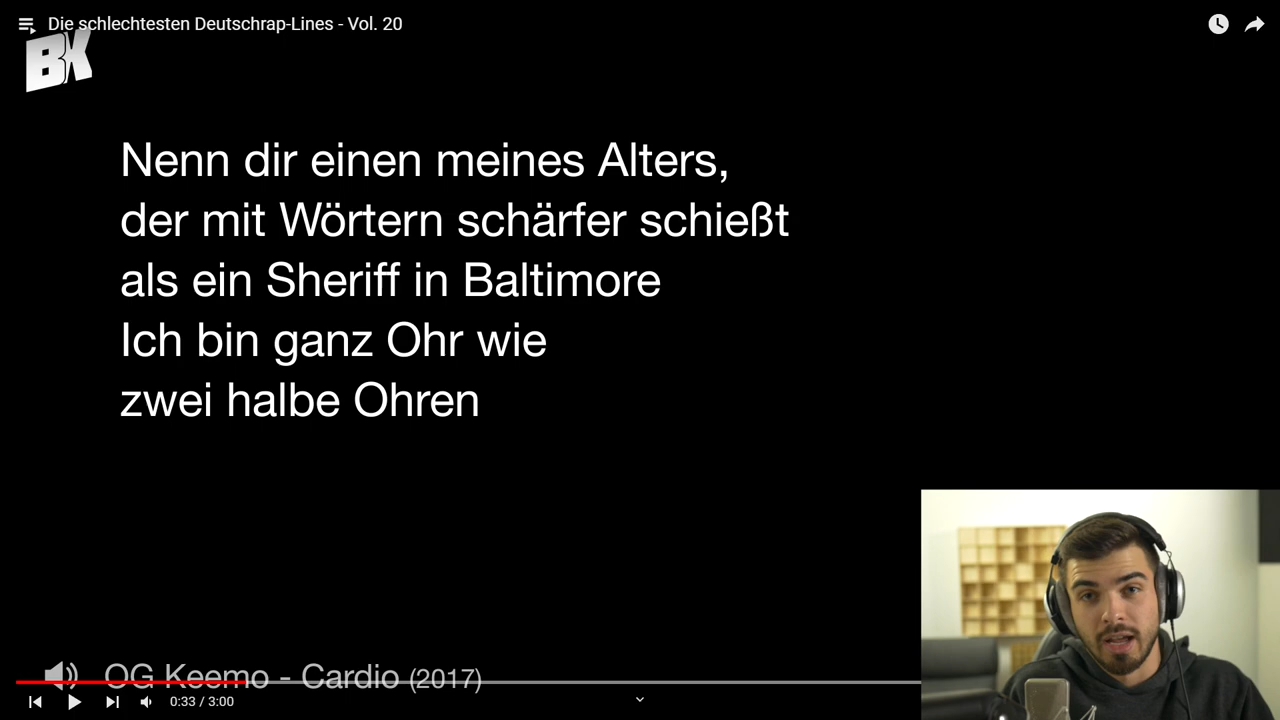 Die schlechtesten Deutschrap-Lines - Vol. 20
BK
Nenn dir einen meines Alters,
der mit Wörtern schärfer schießt
als ein Sheriff in Baltimore
Ich bin ganz Ohr wie
zwei halbe Ohren
OG Keemo - Cardio (2017)
0:33 / 3:00